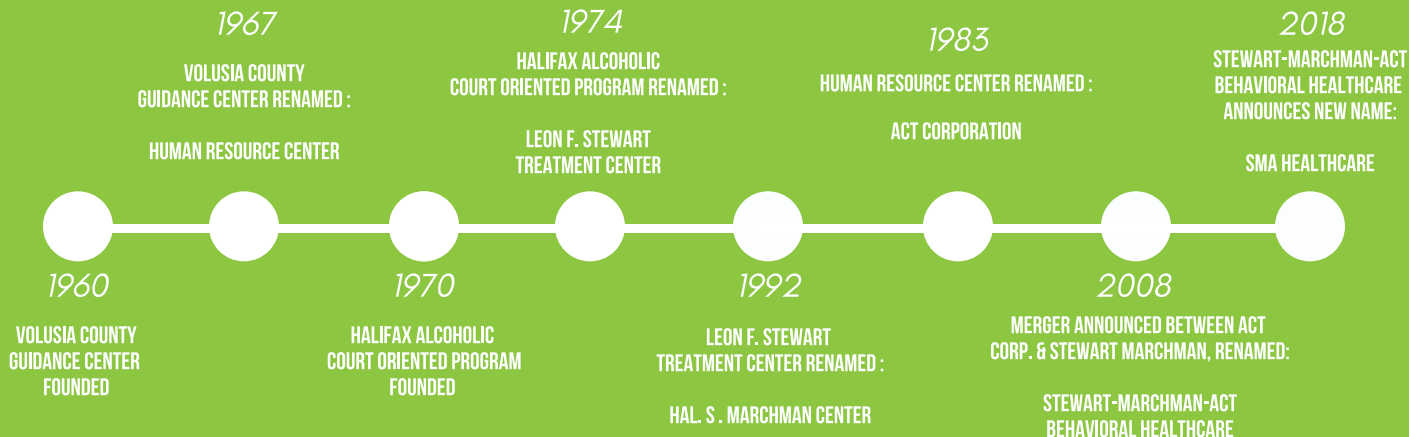 1967
VOLUSIA COUNTY
GUIDANCE CENTER RENAMED :
HUMAN RESOURCE CENTER
1974
HALIFAX ALCOHOLIC
COURT ORIENTED PROGRAM RENAMED :
LEON F. STEWART
TREATMENT CENTER
1983
HUMAN RESOURCE CENTER RENAMED :
ACT CORPORATION
2018
STEWART-MARCHMAN-ACT
BEHAVIORAL HEALTHCARE
ANNOUNCES NEW NAME:
SMA HEALTHCARE
1960
VOLUSIA COUNTY
GUIDANCE CENTER
FOUNDED
1970
HALIFAX ALCOHOLIC
COURT ORIENTED PROGRAM
FOUNDED
1992
LEON F. STEWART
TREATMENT CENTER RENAMED :
HAL. S . MARCHMAN CENTER
2008
MERGER ANNOUNCED BETWEEN ACT
CORP. & STEWART MARCHMAN, RENAMED:
STEWART-MARCHMAN-ACT
BEHAVIORAL HEALTHCARE